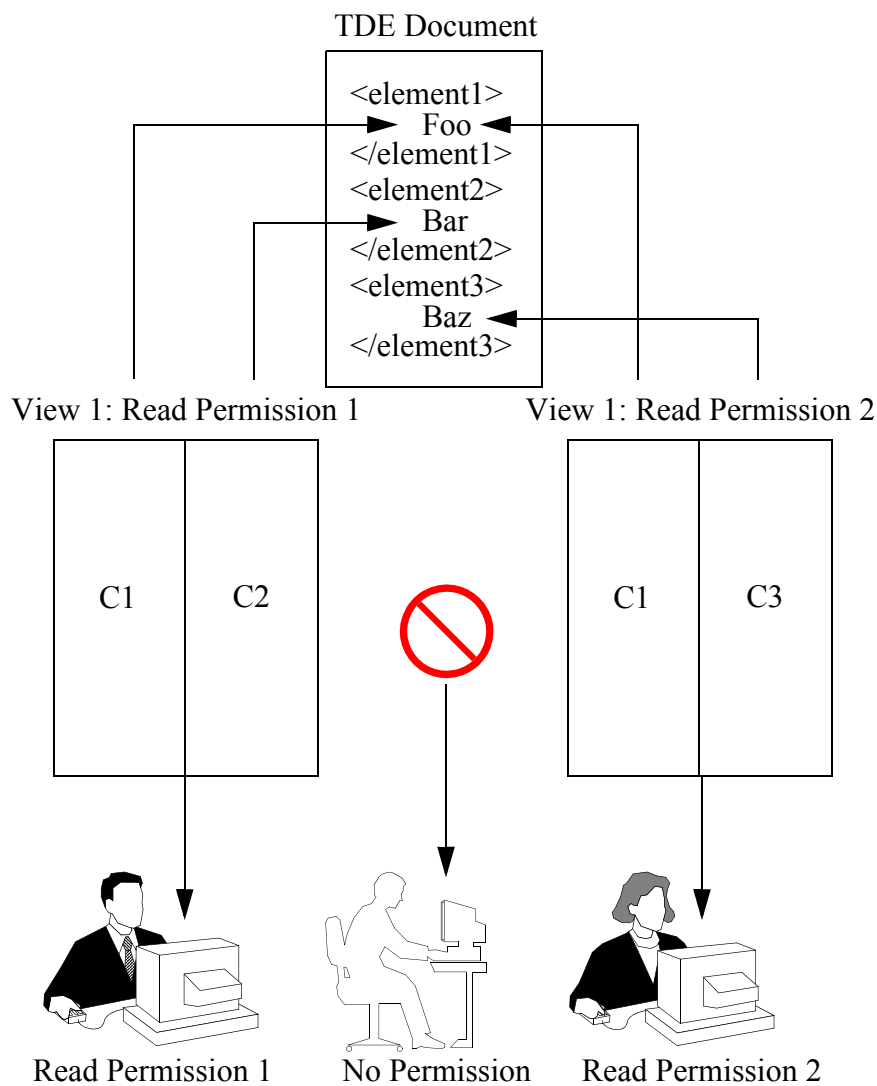 TDE Document
<element1>
Foo
</element1>
<element2>
Bar
</element2>
<element3>
Baz
</element3>
View 1: Read Permission 1
View 1: Read Permission 2
C1
C2
C1
C3
Read Permission 1
No Permission
Read Permission 2